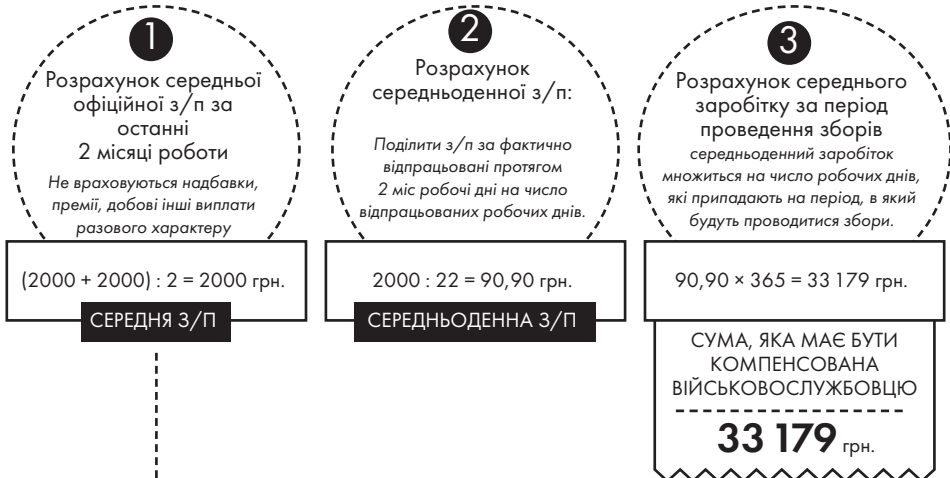 1
Розрахунок середньої
офіційної з/п за
останні
2 місяці роботи
Не враховуються надбавки,
премії, добові інші виплати
разового характеру
(2000 + 2000) : 2 = 2000 грн.
СЕРЕДНЯ З/П
2
Розрахунок
середньоденної з/п:
Поділити з/п за фактично
відпрацьовані протягом
2 міс робочі дні на число
відпрацьованих робочих днів.
2000 : 22 = 90,90 грн.
СЕРЕДНЬОДЕННА З/П
3
Розрахунок середнього
заробітку за період
проведення зборів
середньоденний заробіток
множиться на число робочих днів,
які припадають на період, в який
будуть проводитися збори.
90,90 × 365 = 33 179 грн.
СУМА, ЯКА МАЄ БУТИ
КОМПЕНСОВАНА
ВІЙСЬКОВОСЛУЖБОВЦЮ
33 179 грн.